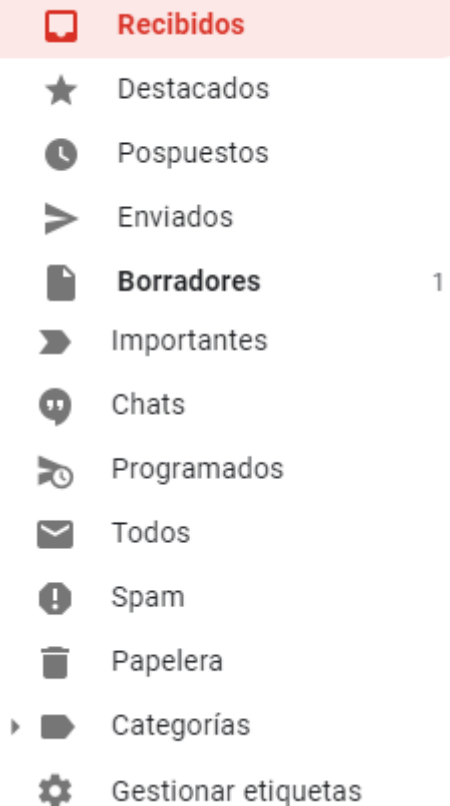 Recibidos
Destacados
Pospuestos
Enviados
Borradores 1
Importantes
Chats
Programados
Todos
Spam
Papelera
Categorías
Gestionar etiquetas